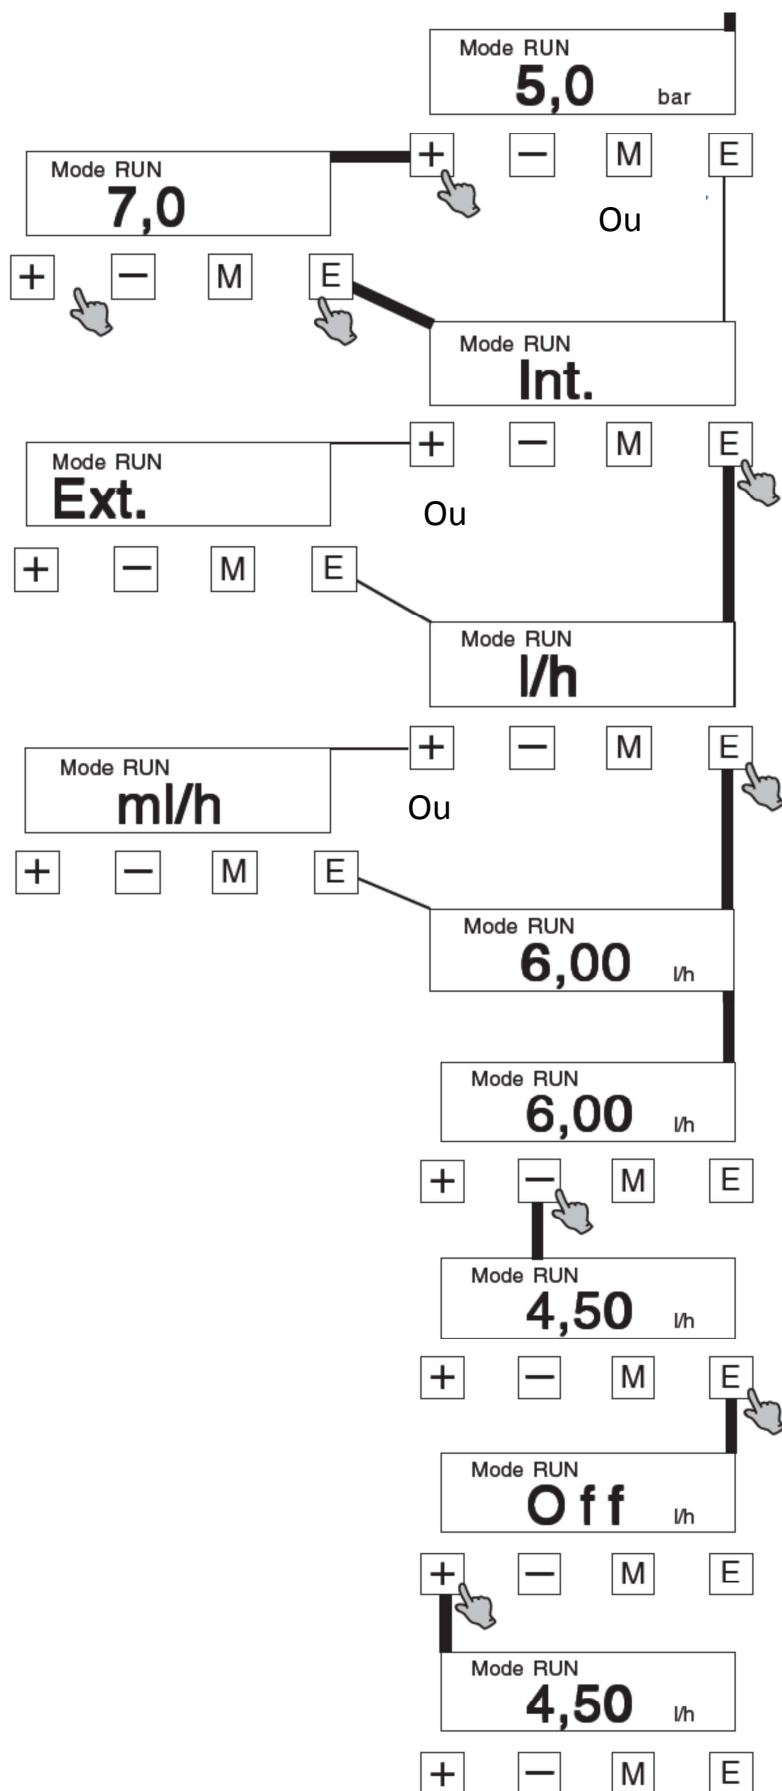 Mode RUN
5,0 bar
+ — M E
Mode RUN
7,0
Ou
+ — M E
Mode RUN
Int.
+ — M E
Mode RUN
Ext.
Ou
+ — M E
Mode RUN
l/h
+ — M E
Mode RUN
ml/h
Ou
+ — M E
Mode RUN
6,00 l/h
Mode RUN
6,00 l/h
+ — M E
Mode RUN
4,50 l/h
+ — M E
Mode RUN
Off l/h
+ — M E
Mode RUN
4,50 l/h
+ — M E